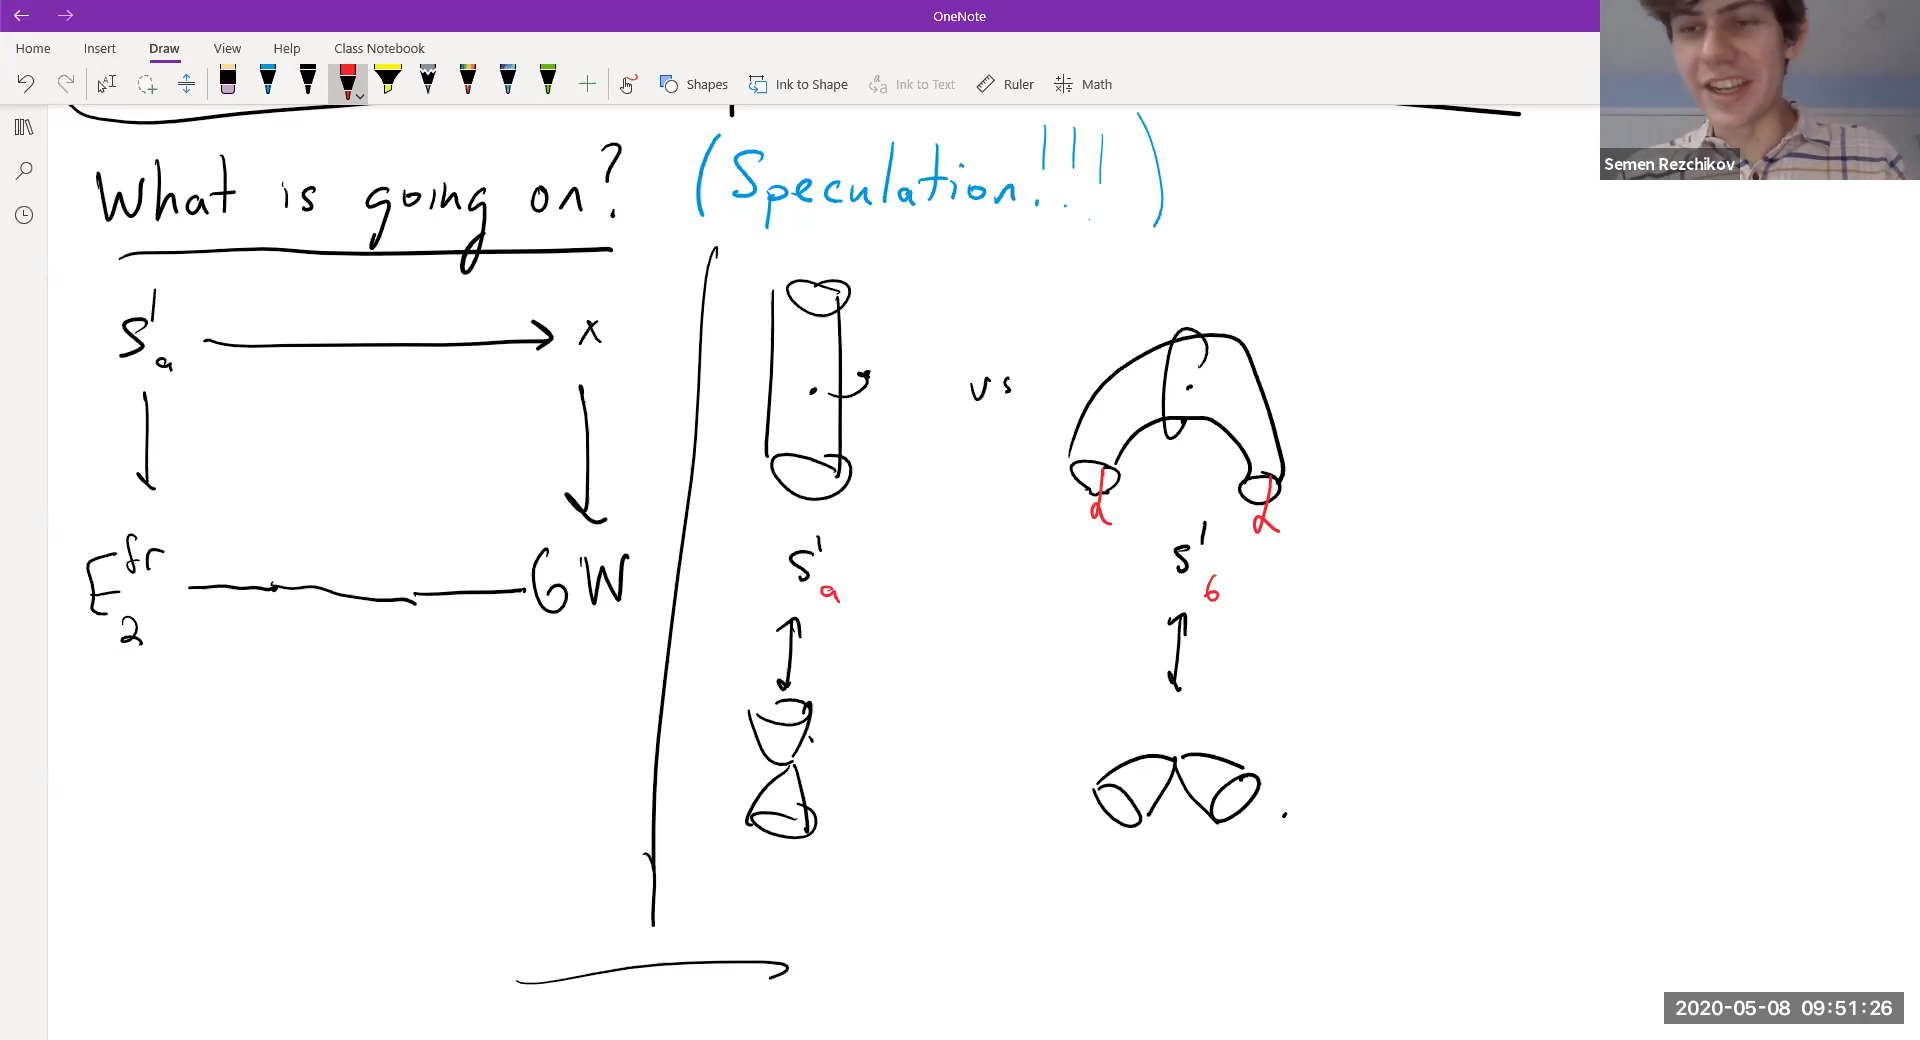 OneNote
Home Insert Draw View Help Class Notebook
Shapes Ink to Shape Ink to Text Ruler Math
Semen Rezchikov
What is going on? (Speculation!!!)
S¹a → x
vs
E₂^fr GW
α α
S¹a S¹b
2020-05-08 09:51:26